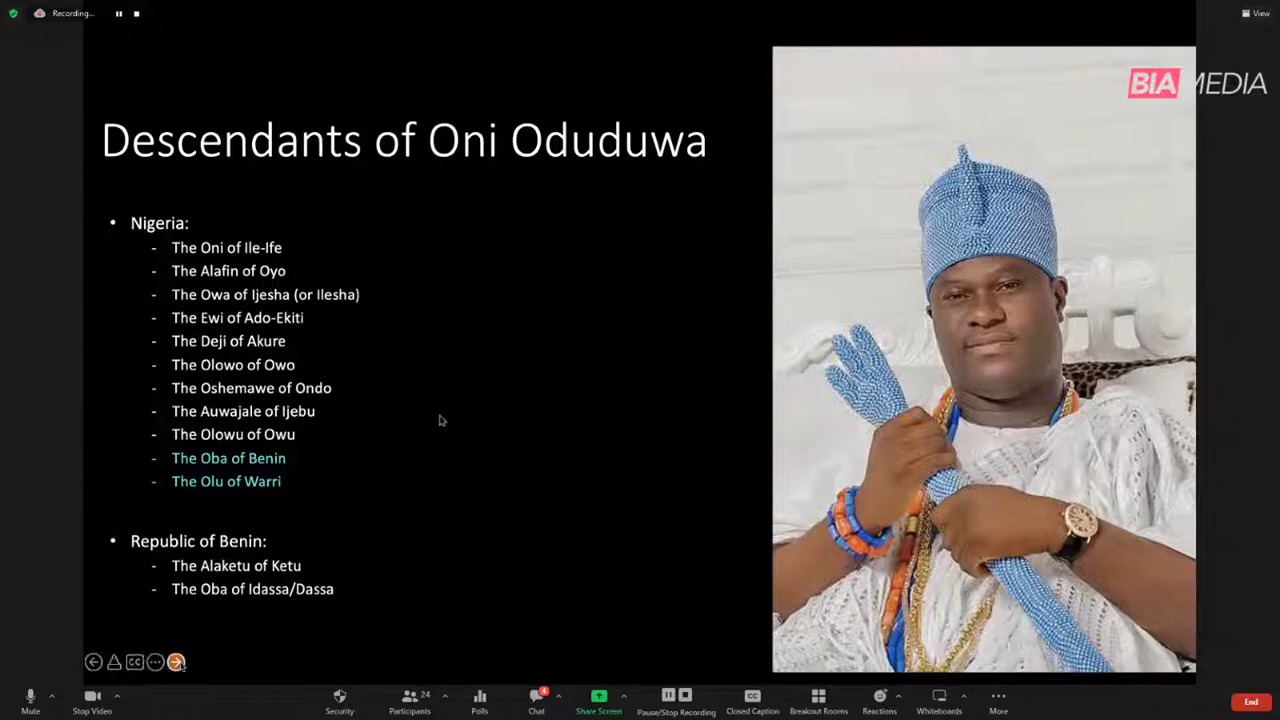 Recording...
View
BIA MEDIA
Descendants of Oni Oduduwa
• Nigeria:
- The Oni of Ile-Ife
- The Alafin of Oyo
- The Owa of Ijesha (or Ilesha)
- The Ewi of Ado-Ekiti
- The Deji of Akure
- The Olowo of Owo
- The Oshemawe of Ondo
- The Auwajale of Ijebu
- The Olowu of Owu
- The Oba of Benin
- The Olu of Warri
• Republic of Benin:
- The Alaketu of Ketu
- The Oba of Idassa/Dassa
CC
24
4
CC
Mute
Stop Video
Security
Participants
Polls
Chat
Share Screen
Pause/Stop Recording
Closed Caption
Breakout Rooms
Reactions
Whiteboards
More
End